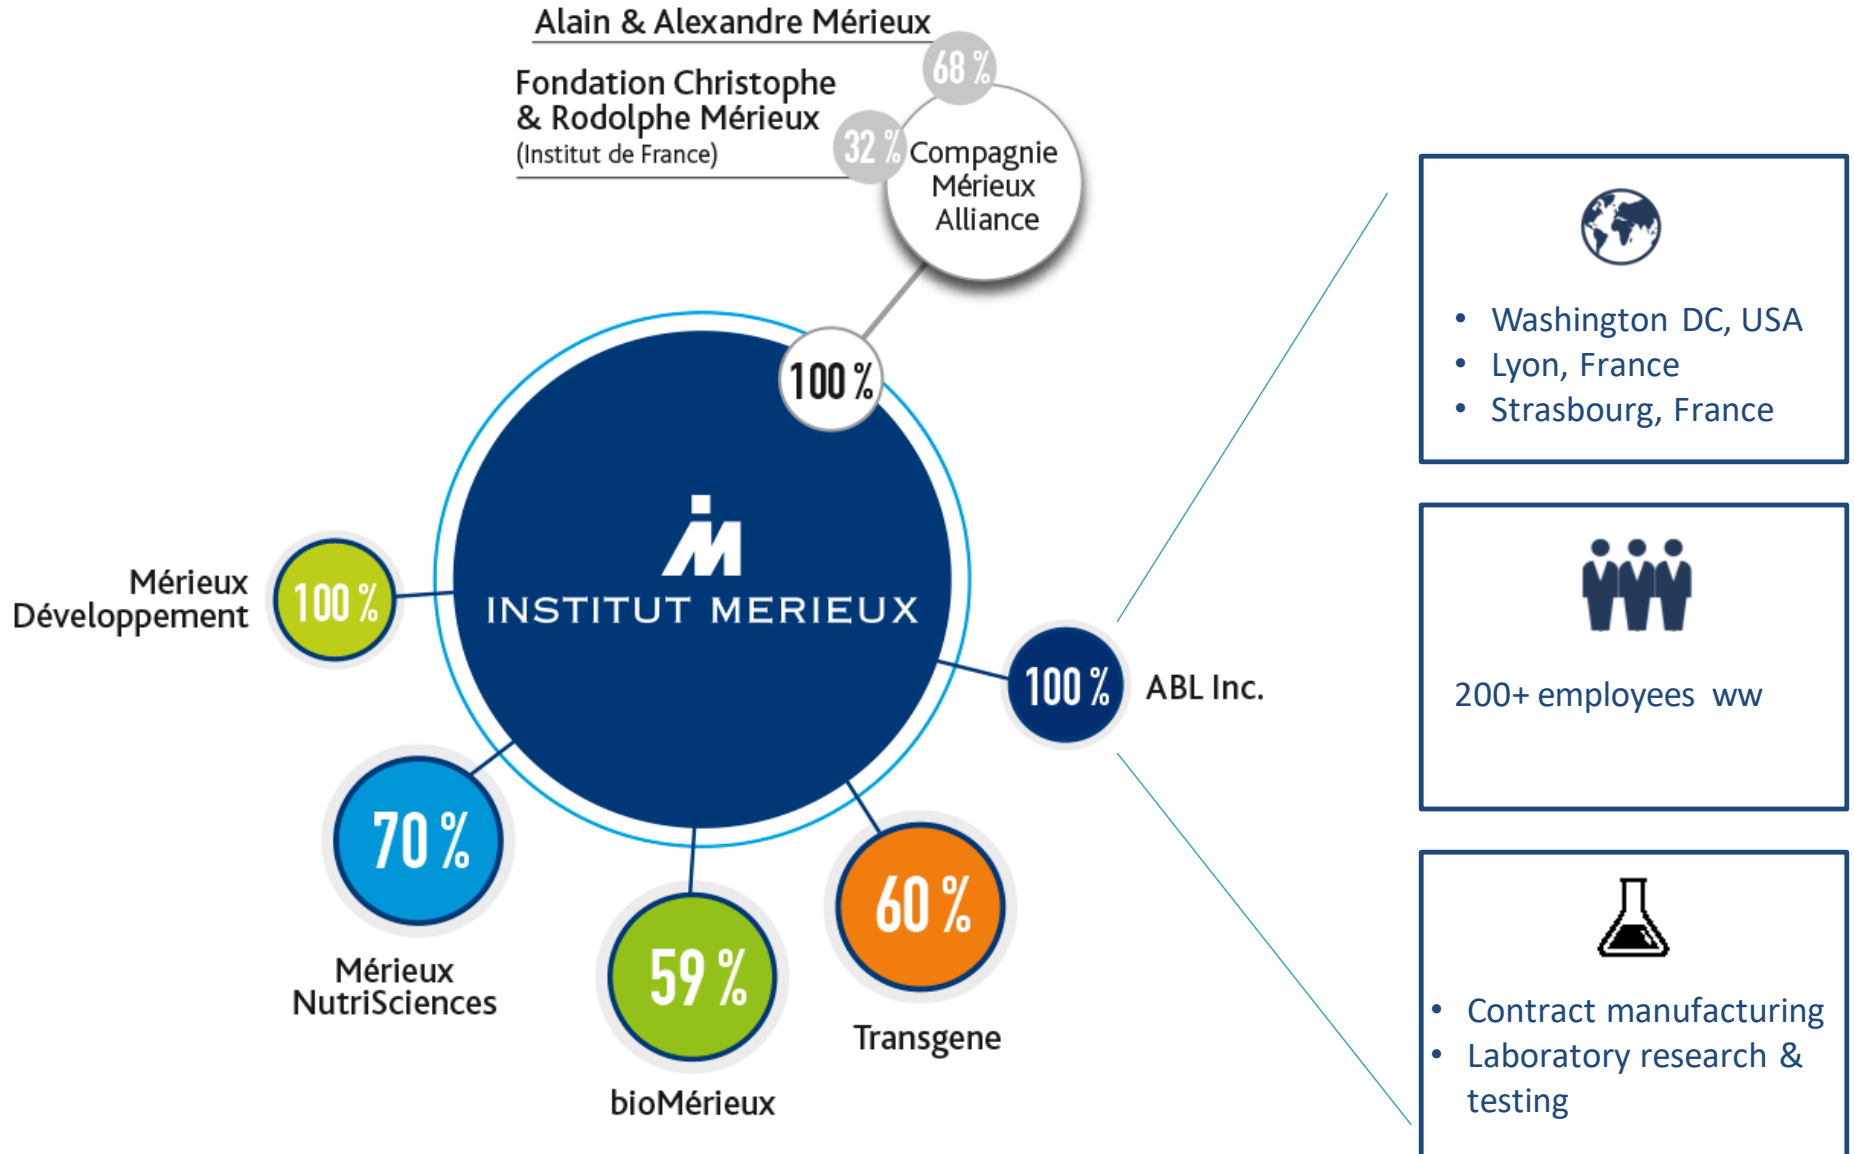 Alain & Alexandre Mérieux
68 %
Fondation Christophe
& Rodolphe Mérieux
(Institut de France)
32 %
Compagnie
Mérieux
Alliance
100 %
INSTITUT MERIEUX
Mérieux
Développement
100 %
70 %
Mérieux
NutriSciences
59 %
bioMérieux
60 %
Transgene
100 %
ABL Inc.
• Washington DC, USA
• Lyon, France
• Strasbourg, France
200+ employees ww
• Contract manufacturing
• Laboratory research &
testing